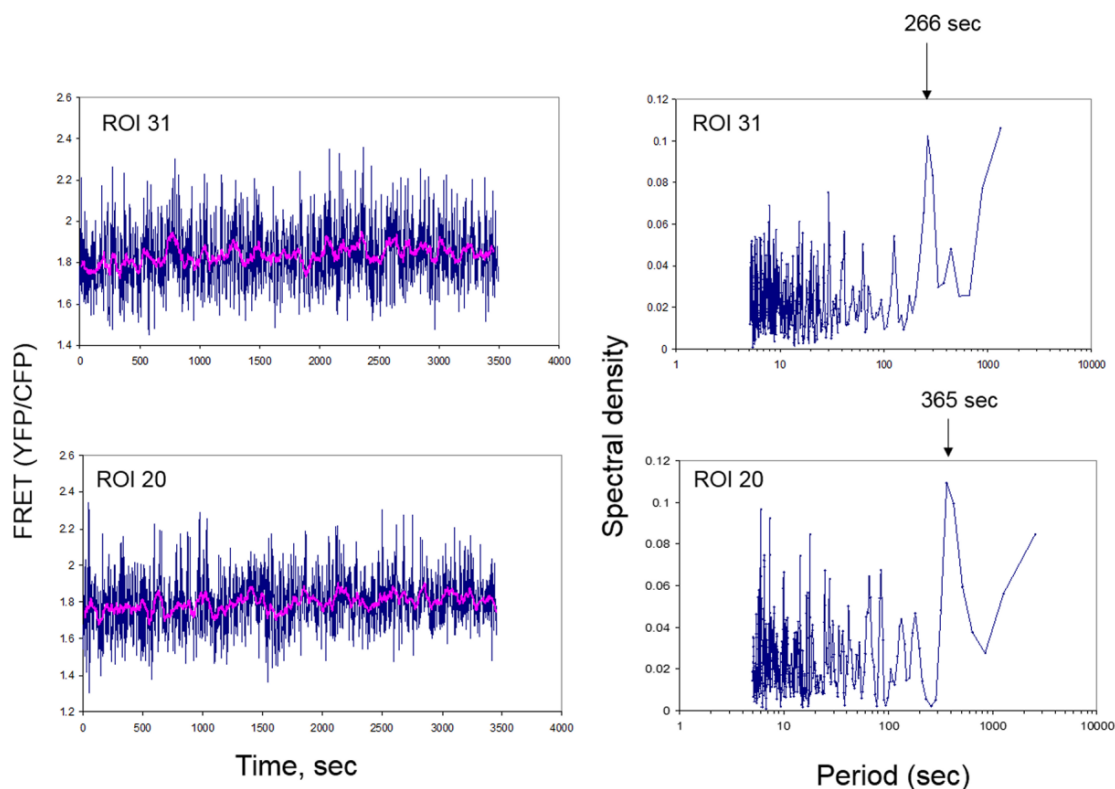 266 sec
ROI 31
2.6
2.4
2.2
2
1.8
1.6
1.4
0 500 1000 1500 2000 2500 3000 3500 4000
ROI 31
0.12
0.1
0.08
0.06
0.04
0.02
0
1 10 100 1000 10000
365 sec
ROI 20
2.6
2.4
2.2
2
1.8
1.6
1.4
1.2
0 500 1000 1500 2000 2500 3000 3500 4000
ROI 20
0.12
0.1
0.08
0.06
0.04
0.02
0
1 10 100 1000 10000
FRET (YFP/CFP)
Spectral density
Time, sec
Period (sec)